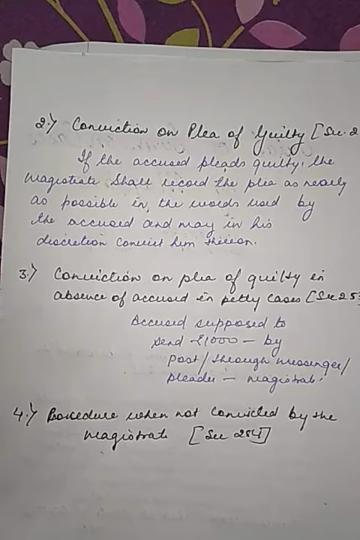 2.) Conviction on Plea of Guilty [Sec. 2
If the accused pleads guilty, the
magistrate shall record the plea as nearly
as possible in, the words used by
the accused and may in his
discretion convict him thereon.
3.) Conviction on plea of guilty in
absence of accused in petty cases [Sec 253
Accused supposed to
send ₹1000 - by
Post/through messenger/
pleader - magistrate.
4.) Procedure when not convicted by the
magistrate [Sec 254]